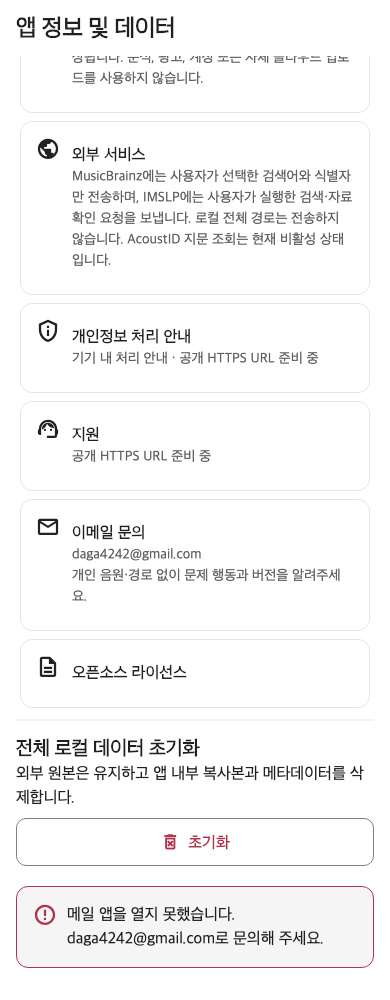 앱 정보 및 데이터
드를 사용하지 않습니다.
외부 서비스
MusicBrainz에는 사용자가 선택한 검색어와 식별자
만 전송하며, IMSLP에는 사용자가 실행한 검색·자료
확인 요청을 보냅니다. 로컬 전체 경로는 전송하지
않습니다. AcoustID 지문 조회는 현재 비활성 상태
입니다.
개인정보 처리 안내
기기 내 처리 안내 · 공개 HTTPS URL 준비 중
지원
공개 HTTPS URL 준비 중
이메일 문의
daga4242@gmail.com
개인 음원·경로 없이 문제 행동과 버전을 알려주세
요.
오픈소스 라이선스
전체 로컬 데이터 초기화
외부 원본은 유지하고 앱 내부 복사본과 메타데이터를 삭
제합니다.
초기화
메일 앱을 열지 못했습니다.
daga4242@gmail.com로 문의해 주세요.